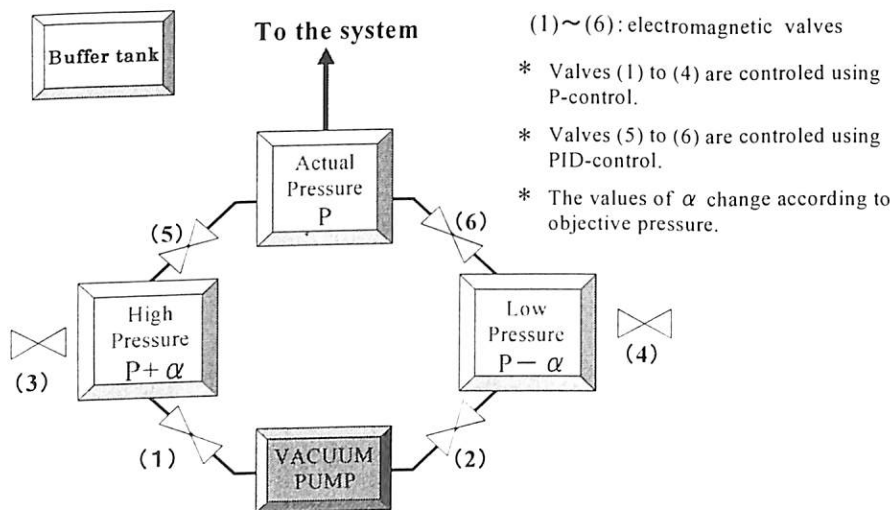 To the system
Buffer tank
(1)～(6): electromagnetic valves
* Valves (1) to (4) are controled using
P-control.
* Valves (5) to (6) are controled using
PID-control.
* The values of α change according to
objective pressure.
Actual
Pressure
P
(5)
(6)
High
Pressure
P+α
Low
Pressure
P－α
(3)
(4)
(1)
(2)
VACUUM
PUMP